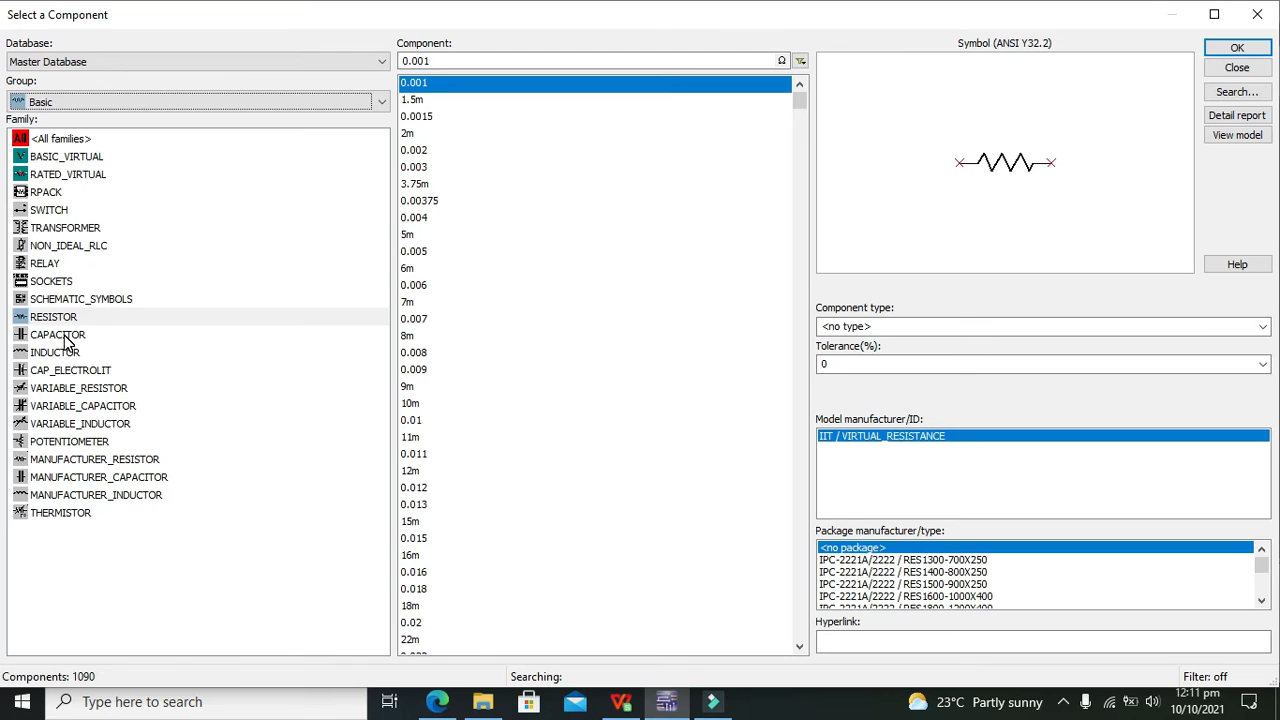 Select a Component
Database:
Master Database
Group:
Basic
Family:
All <All families>
BASIC_VIRTUAL
RATED_VIRTUAL
RPACK
SWITCH
TRANSFORMER
NON_IDEAL_RLC
RELAY
SOCKETS
SCHEMATIC_SYMBOLS
RESISTOR
CAPACITOR
INDUCTOR
CAP_ELECTROLIT
VARIABLE_RESISTOR
VARIABLE_CAPACITOR
VARIABLE_INDUCTOR
POTENTIOMETER
MANUFACTURER_RESISTOR
MANUFACTURER_CAPACITOR
MANUFACTURER_INDUCTOR
THERMISTOR
Component:
0.001 Ω
0.001
1.5m
0.0015
2m
0.002
0.003
3.75m
0.00375
0.004
5m
0.005
6m
0.006
7m
0.007
8m
0.008
0.009
9m
10m
0.01
11m
0.011
12m
0.012
0.013
15m
0.015
16m
0.016
0.018
18m
0.02
22m
Symbol (ANSI Y32.2)
OK
Close
Search...
Detail report
View model
Help
Component type:
<no type>
Tolerance(%):
0
Model manufacturer/ID:
IIT / VIRTUAL_RESISTANCE
Package manufacturer/type:
<no package>
IPC-2221A/2222 / RES1300-700X250
IPC-2221A/2222 / RES1400-800X250
IPC-2221A/2222 / RES1500-900X250
IPC-2221A/2222 / RES1600-1000X400
IPC-2221A/2222 / RES1800-1200X400
Hyperlink:
Components: 1090
Searching:
Filter: off
Type here to search
23°C Partly sunny
12:11 pm
10/10/2021